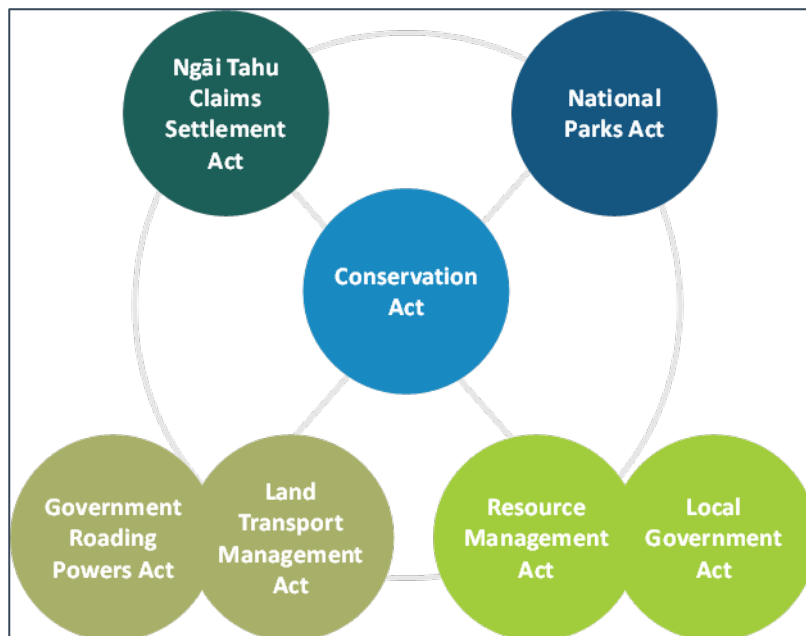 Ngāi Tahu
Claims
Settlement
Act
National
Parks Act
Conservation
Act
Government
Roading
Powers Act
Land
Transport
Management
Act
Resource
Management
Act
Local
Government
Act